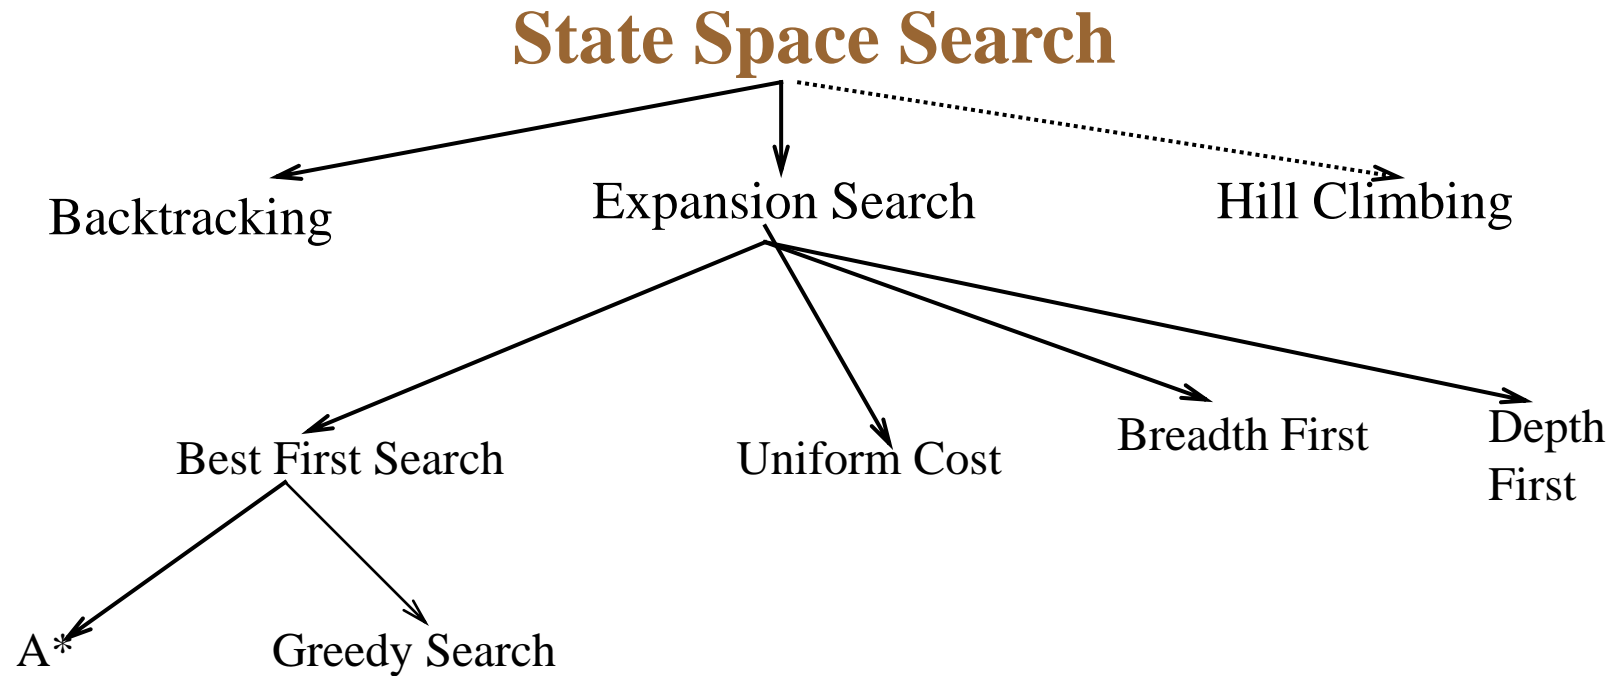 State Space Search
Backtracking
Expansion Search
Hill Climbing
Best First Search
Uniform Cost
Breadth First
Depth
First
A*
Greedy Search